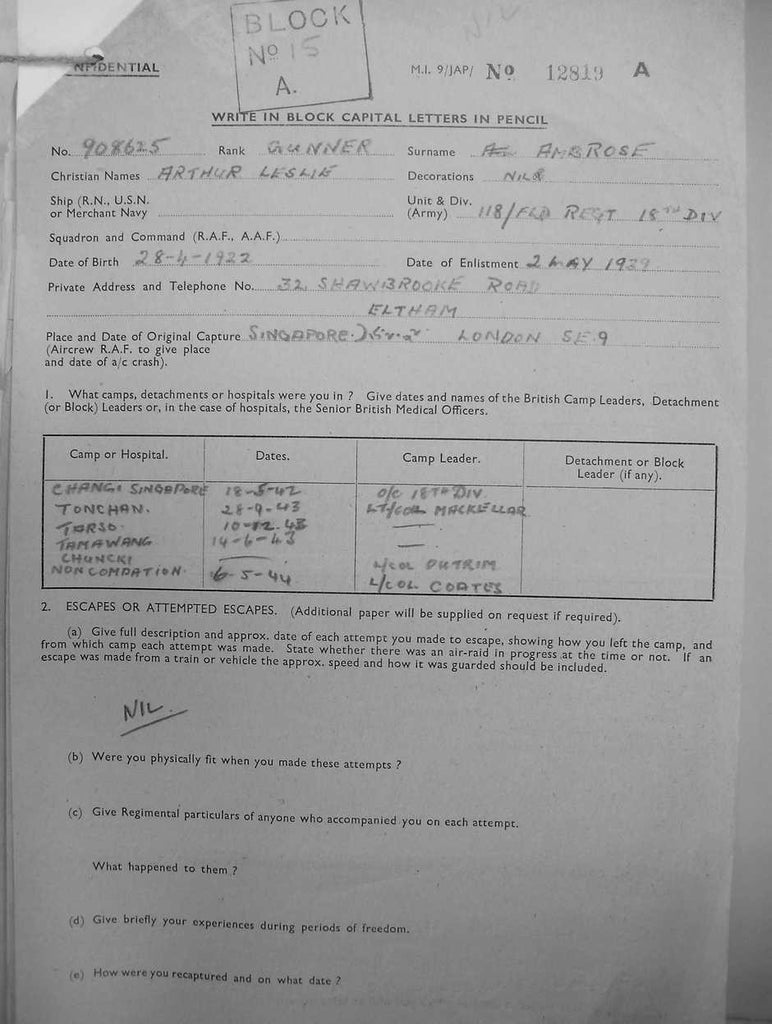 BLOCK
No 15
A.
NFIDENTIAL
M.I. 9/JAP/ No 12819 A
WRITE IN BLOCK CAPITAL LETTERS IN PENCIL
No. 908625 Rank GUNNER Surname AMBROSE
Christian Names ARTHUR LESLIE Decorations NIL
Ship (R.N., U.S.N. or Merchant Navy
Unit & Div. (Army) 118/FLD REGT 18TH DIV
Squadron and Command (R.A.F., A.A.F.)
Date of Birth 28-4-1922 Date of Enlistment 2 MAY 1939
Private Address and Telephone No. 32, SHAWBROOKE ROAD
ELTHAM
Place and Date of Original Capture SINGAPORE LONDON S.E.9
(Aircrew R.A.F. to give place
and date of a/c crash).
1. What camps, detachments or hospitals were you in ? Give dates and names of the British Camp Leaders, Detachment
(or Block) Leaders or, in the case of hospitals, the Senior British Medical Officers.
Camp or Hospital. Dates. Camp Leader. Detachment or Block Leader (if any).
CHANGI SINGAPORE 18-5-42 O/C 18TH DIV
TONCHAN. 28-9-43 LT/COL MACKELLAR
TORSO. 10-12-43 —
TAMAWANG 14-6-43 —
CHUNCKI — L/COL OUTRIM
NONCOMPATION. 6-5-44 L/COL COATES
2. ESCAPES OR ATTEMPTED ESCAPES. (Additional paper will be supplied on request if required).
(a) Give full description and approx. date of each attempt you made to escape, showing how you left the camp, and
from which camp each attempt was made. State whether there was an air-raid in progress at the time or not. If an
escape was made from a train or vehicle the approx. speed and how it was guarded should be included.
NIL
(b) Were you physically fit when you made these attempts ?
(c) Give Regimental particulars of anyone who accompanied you on each attempt.
What happened to them ?
(d) Give briefly your experiences during periods of freedom.
(e) How were you recaptured and on what date ?